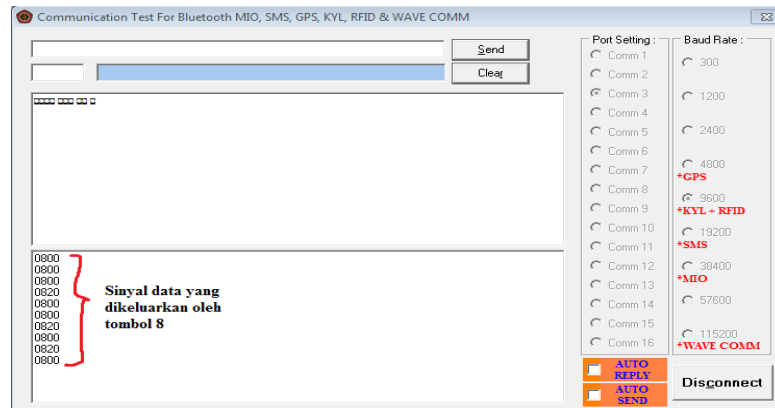 Communication Test For Bluetooth MIO, SMS, GPS, KYL, RFID & WAVE COMM
Send
Clear
0800
0800
0800
0820
0800
0800
0820
0800
0820
0800
Sinyal data yang
dikeluarkan oleh
tombol 8
Port Setting :
Comm 1
Comm 2
Comm 3
Comm 4
Comm 5
Comm 6
Comm 7
Comm 8
Comm 9
Comm 10
Comm 11
Comm 12
Comm 13
Comm 14
Comm 15
Comm 16
Baud Rate :
300
1200
2400
4800
*GPS
9600
*KYL + RFID
19200
*SMS
38400
*MIO
57600
115200
*WAVE COMM
AUTO
REPLY
AUTO
SEND
Disconnect